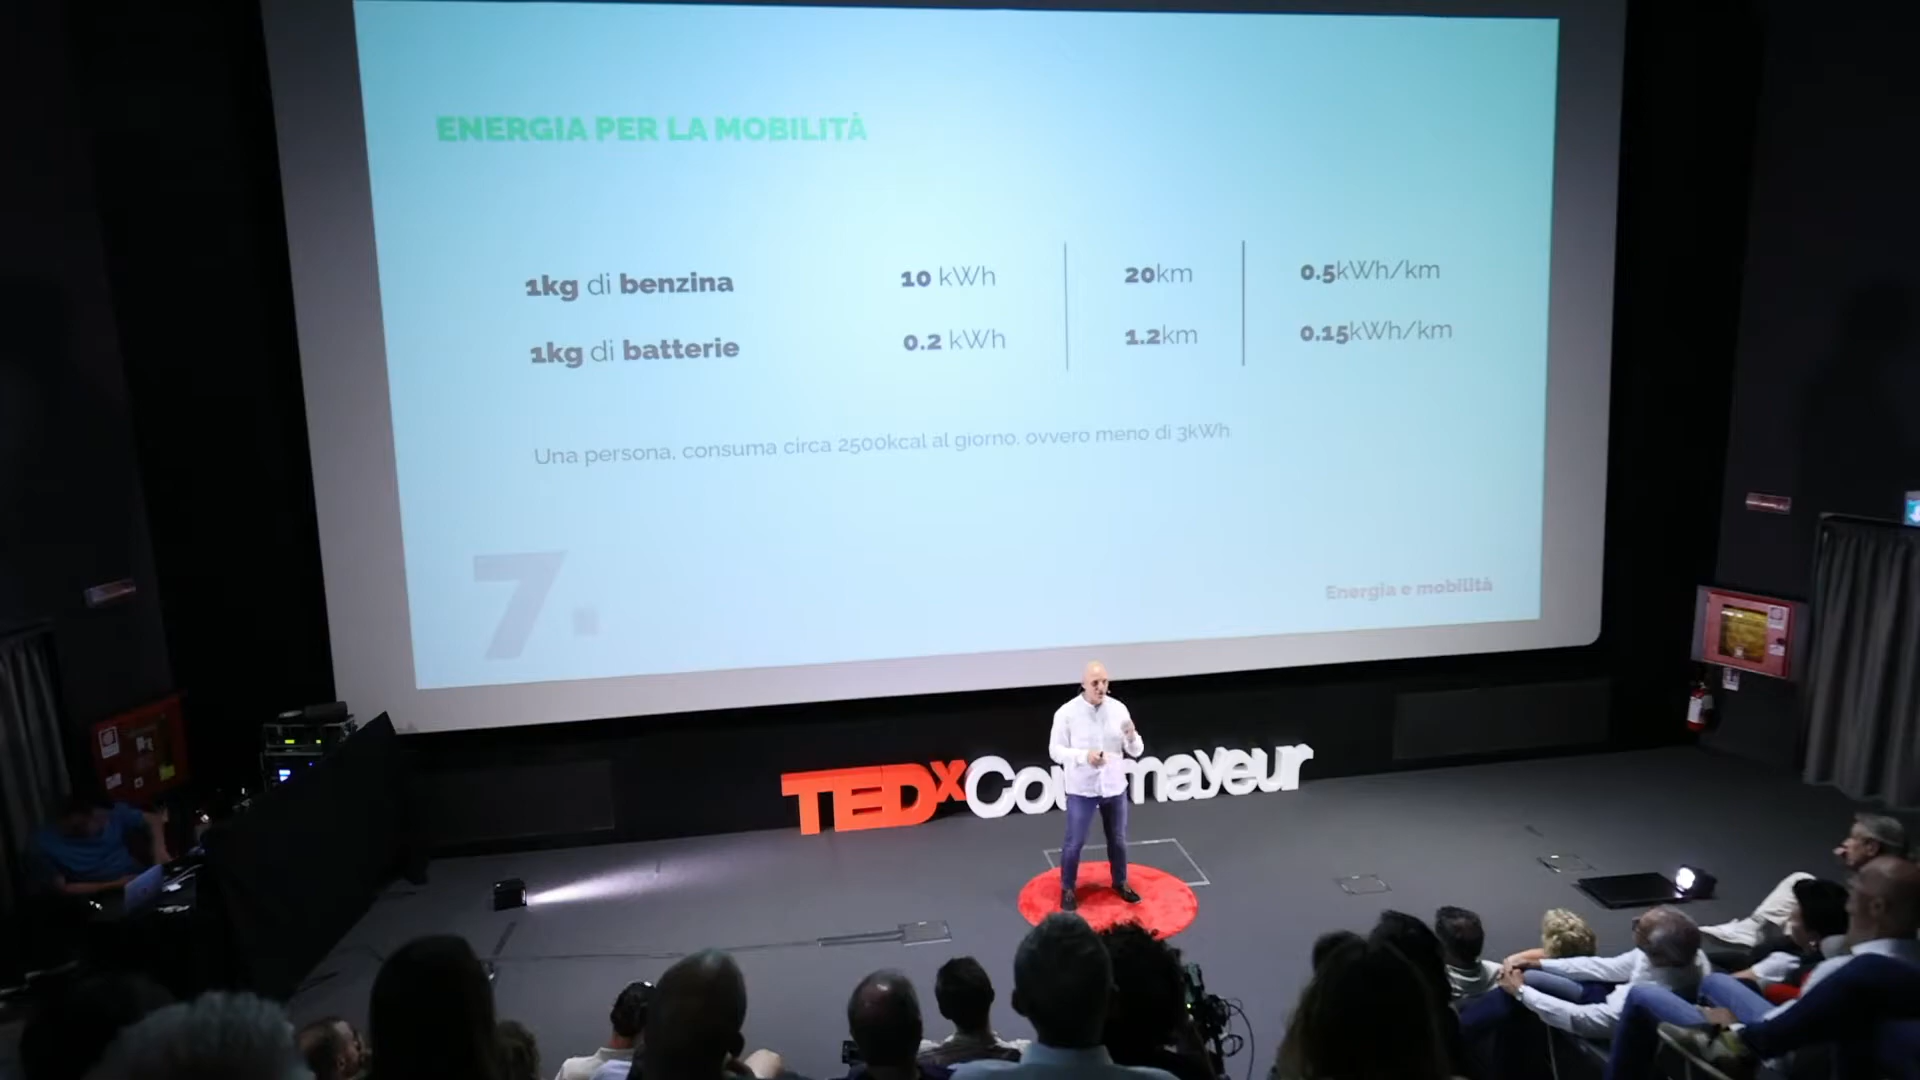 ENERGIA PER LA MOBILITÀ
1kg di benzina 10 kWh 20km 0.5kWh/km
1kg di batterie 0.2 kWh 1.2km 0.15kWh/km
Una persona, consuma circa 2500kcal al giorno, ovvero meno di 3kWh
7.
Energia e mobilità
TEDxCourmayeur